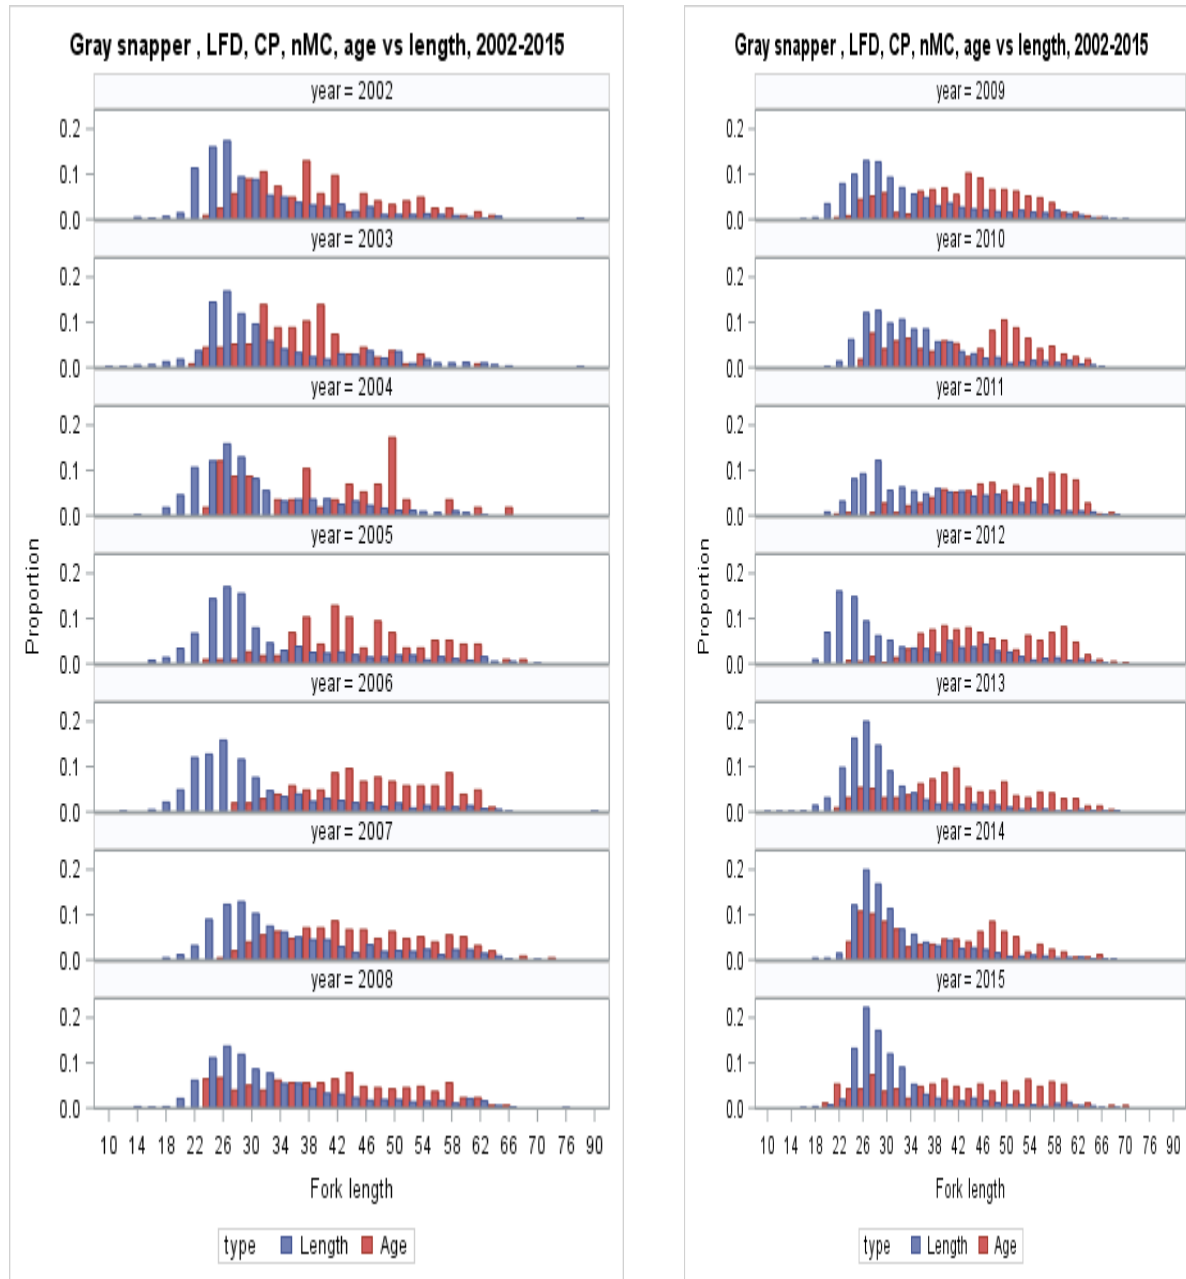 Gray snapper , LFD, CP, nMC, age vs length, 2002-2015
year = 2002
0.2
0.1
0.0
year = 2003
0.2
0.1
0.0
year = 2004
0.2
0.1
0.0
year = 2005
0.2
0.1
0.0
year = 2006
0.2
0.1
0.0
year = 2007
0.2
0.1
0.0
year = 2008
0.2
0.1
0.0
Proportion
10 14 18 22 26 30 34 38 42 46 50 54 58 62 66 70 76 90
Fork length
type Length Age
Gray snapper , LFD, CP, nMC, age vs length, 2002-2015
year = 2009
0.2
0.1
0.0
year = 2010
0.2
0.1
0.0
year = 2011
0.2
0.1
0.0
year = 2012
0.2
0.1
0.0
year = 2013
0.2
0.1
0.0
year = 2014
0.2
0.1
0.0
year = 2015
0.2
0.1
0.0
Proportion
10 14 18 22 26 30 34 38 42 46 50 54 58 62 66 70 76 90
Fork length
type Length Age